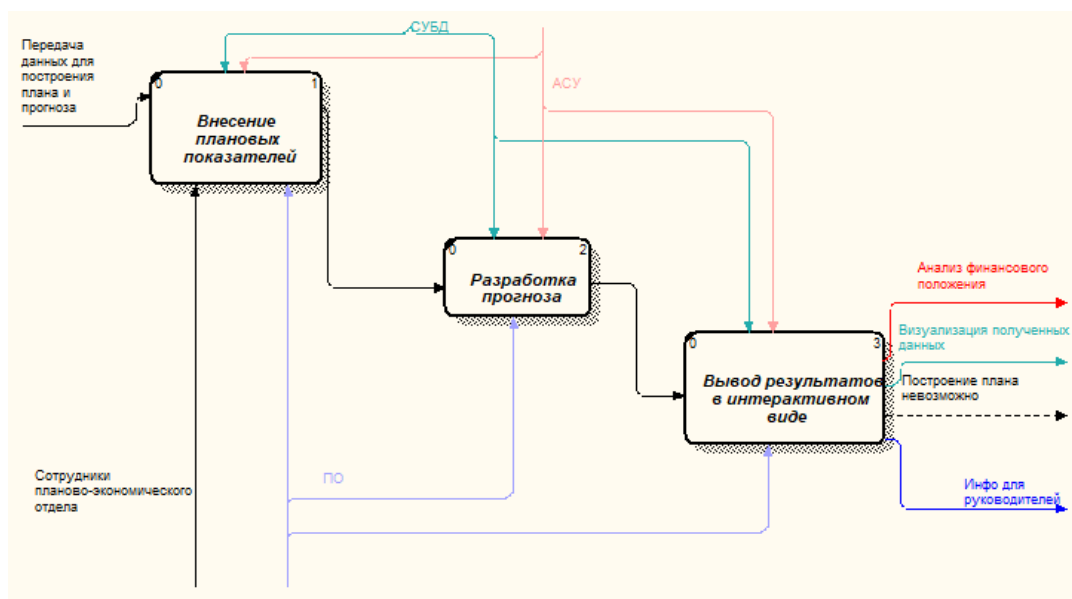 СУБД
Передача
данных для
построения
плана и
прогноза
АСУ
0
1
Внесение
плановых
показателей
0
2
Разработка
прогноза
Анализ финансового
положения
Визуализация полученных
данных
0
3
Вывод результатов
в интерактивном
виде
Построение плана
невозможно
Сотрудники
планово-экономического
отдела
ПО
Инфо для
руководителей